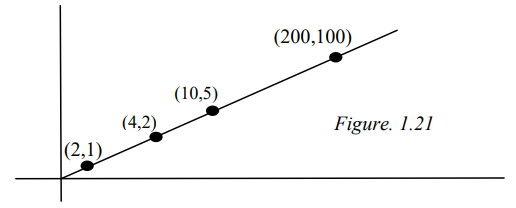 (200,100)
(10,5)
(4,2)
Figure. 1.21
(2,1)